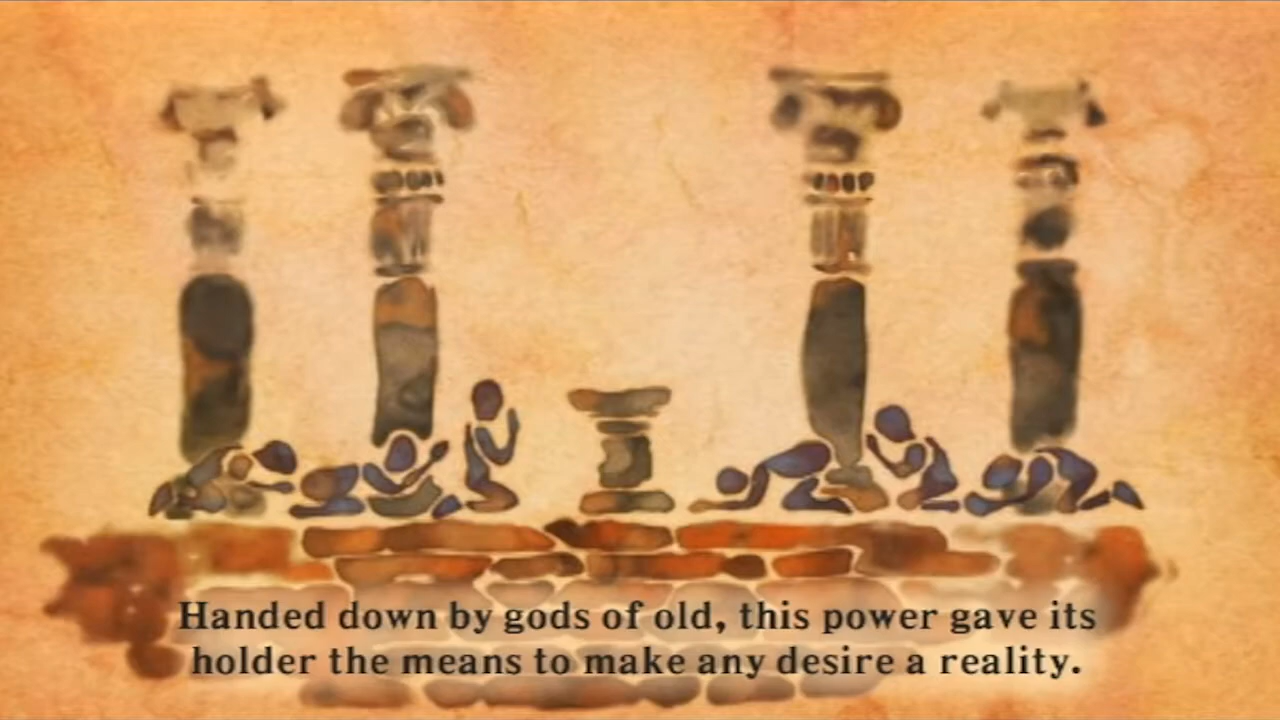 Handed down by gods of old, this power gave its
holder the means to make any desire a reality.